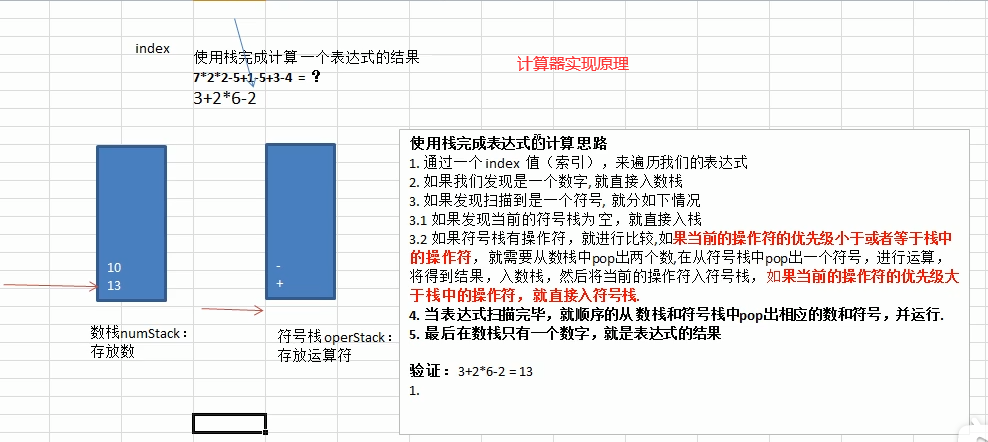 index
使用栈完成计算 一个表达式的结果
7*2*2-5+1-5+3-4 = ?
3+2*6-2
计算器实现原理
10
13
-
+
数栈numStack：
存放数
符号栈operStack：
存放运算符
使用栈完成表达式的计算 思路
1. 通过一个 index 值（索引），来遍历我们的表达式
2. 如果我们发现是一个数字, 就直接入数栈
3. 如果发现扫描到是一个符号, 就分如下情况
3.1 如果发现当前的符号栈为 空，就直接入栈
3.2 如果符号栈有操作符，就进行比较,如果当前的操作符的优先级小于或者等于栈中
的操作符，就需要从数栈中pop出两个数,在从符号栈中pop出一个符号，进行运算，
将得到结果，入数栈，然后将当前的操作符入符号栈，如果当前的操作符的优先级大
于栈中的操作符，就直接入符号栈.
4. 当表达式扫描完毕，就顺序的从 数栈和符号栈中pop出相应的数和符号，并运行.
5. 最后在数栈只有一个数字，就是表达式的结果
验证：3+2*6-2 = 13
1.